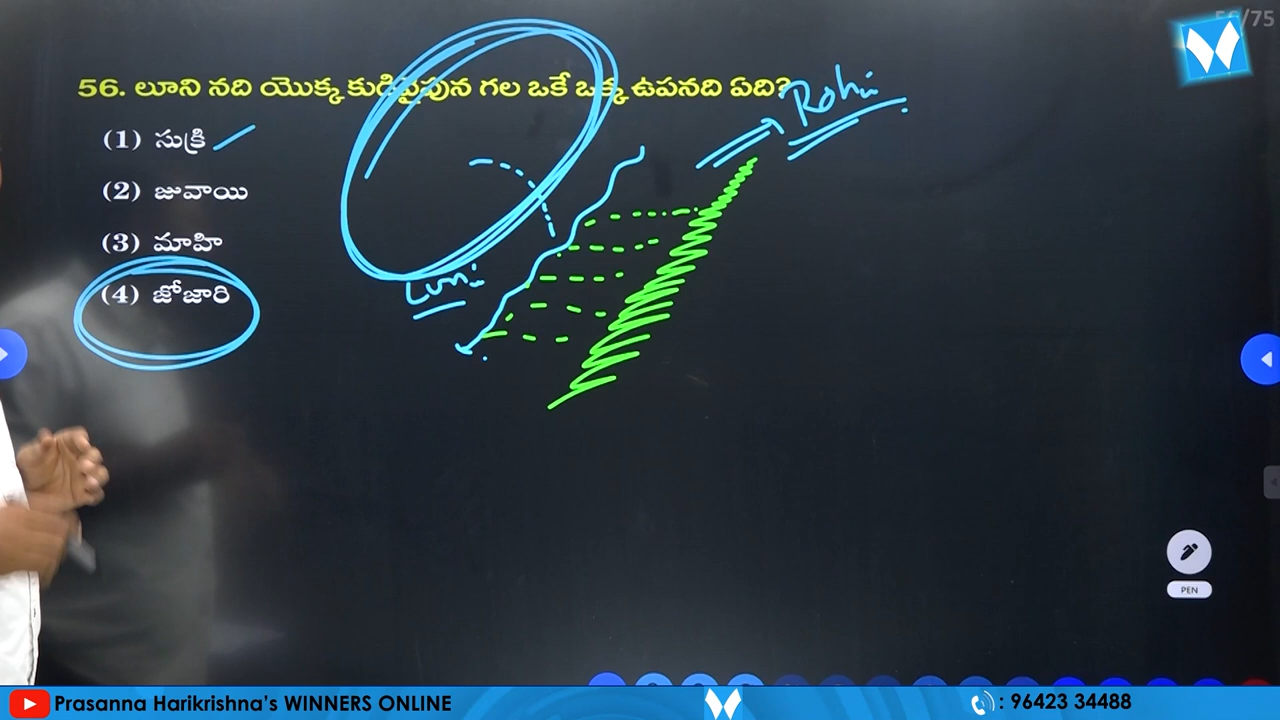 56/75
56. లూని నది యొక్క కుడివైపున గల ఒకే ఒక్క ఉపనది ఏది?
(1) సుక్రి
(2) జువాయి
(3) మాహి
(4) జోజారి
Luni
PEN
Prasanna Harikrishna's WINNERS ONLINE
: 96423 34488